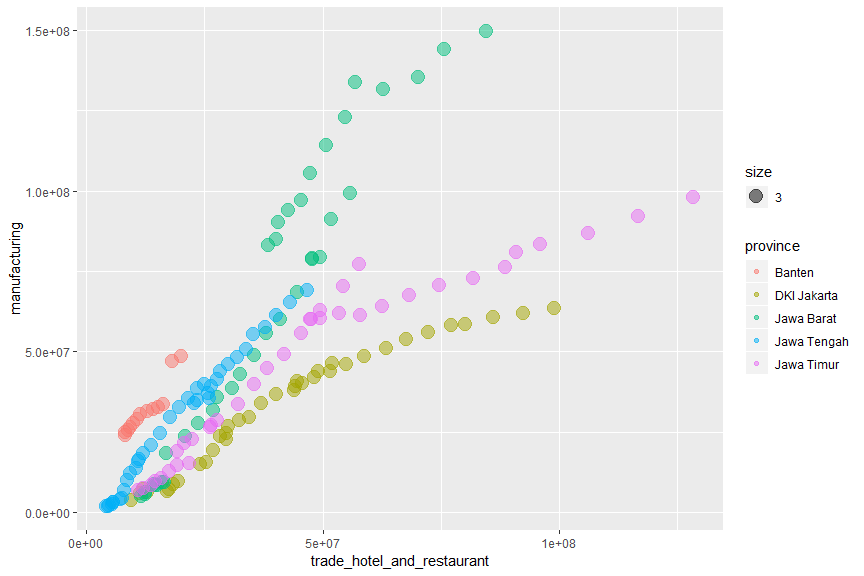 1.5e+08
1.0e+08
5.0e+07
0.0e+00
manufacturing
0e+00
5e+07
1e+08
trade_hotel_and_restaurant
size
3
province
Banten
DKI Jakarta
Jawa Barat
Jawa Tengah
Jawa Timur